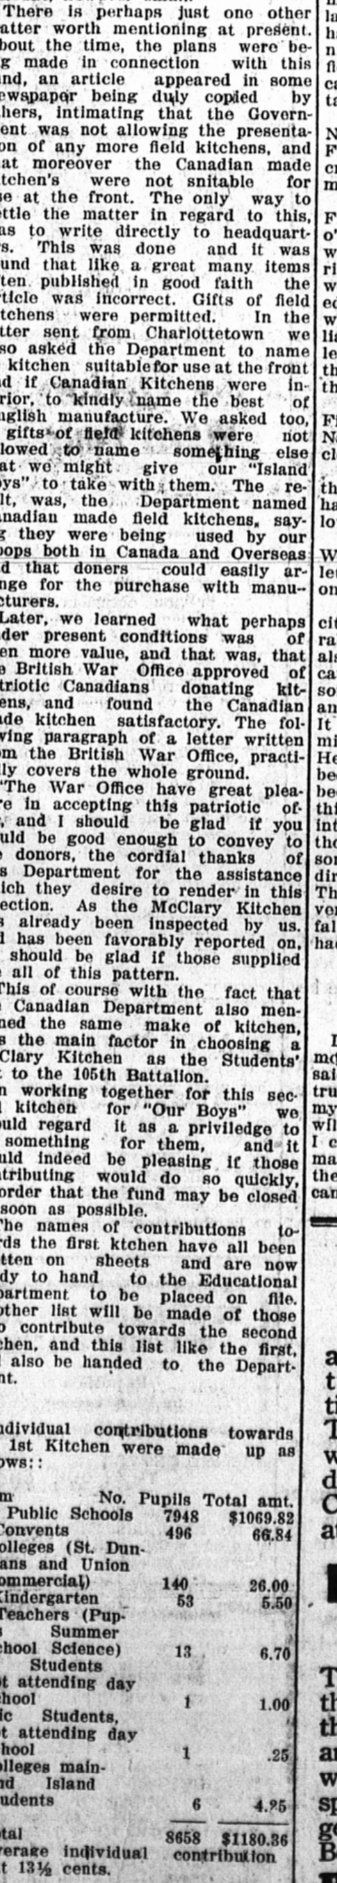 There is perhaps just one other
atter worth mentioning at present.
bout the time, the plans were be-
g made in connection with this
nd, an article appeared in some
ewspapqr being duly copied by
hers, intimating that the Govern-
ent was not allowing the presenta-
on of any more field kitchens, and
at moreover the Canadian made
tchen's were not snitable for
se at the front. The only way to
ttle the matter in regard to this,
as to write directly to headquart-
s. This was done and it was
und that like a great many items
ten published in good faith the
ticle was incorrect. Gifts of field
tchens were permitted. In the
tter sent from Charlottetown we
so asked the Department to name
kitchen suitable for use at the front
d if Canadian Kitchens were in-
rior, to kindly name the best of
nglish manufacture. We asked too,
gifts of field kitchens were not
lowed to name something else
at we might give our "Island
ys" to take with them. The re-
lt, was, the Department named
nadian made field kitchens, say-
g they were being used by our
oops both in Canada and Overseas
d that doners could easily ar-
nge for the purchase with manu-
cturers.
Later, we learned what perhaps
der present conditions was of
en more value, and that was, that
e British War Office approved of
triotic Canadians donating kit-
ens, and found the Canadian
de kitchen satisfactory. The fol-
wing paragraph of a letter written
om the British War Office, practi-
lly covers the whole ground.
"The War Office have great plea-
re in accepting this patriotic of-
, and I should be glad if you
uld be good enough to convey to
e donors, the cordial thanks of
s Department for the assistance
ich they desire to render in this
ection. As the McClary Kitchen
s already been inspected by us.
d has been favorably reported on,
should be glad if those supplied
e all of this pattern.
This of course with the fact that
Canadian Department also men-
ned the same make of kitchen,
s the main factor in choosing a
Clary Kitchen as the Students'
t to the 105th Battalion.
n working together for this sec-
l kitchen for "Our Boys" we
ould regard it as a priviledge to
something for them, and it
uld indeed be pleasing if those
tributing would do so quickly,
order that the fund may be closed
soon as possible.
The names of contributions to-
rds the first ktchen have all been
tten on sheets and are now
dy to hand to the Educational
partment to be placed on file.
other list will be made of those
o contribute towards the second
chen, and this list like the first,
l also be handed to the Depart-
nt.
ndividual contributions towards
1st Kitchen were made up as
ows::
m No. Pupils Total amt.
Public Schools 7948 $1069.82
Convents 496 66.84
olleges (St. Dun-
ans and Union
ommercial) 140 26.00
Kindergarten 53 5.50
Teachers (Pup-
s Summer
chool Science) 13 6.70
Students
t attending day
chool 1 1.00
ic Students,
t attending day
hool 1 .25
olleges main-
nd Island
udents 6 4.25
tal 8658 $1180.36
verage individual contribution
t 13½ cents.